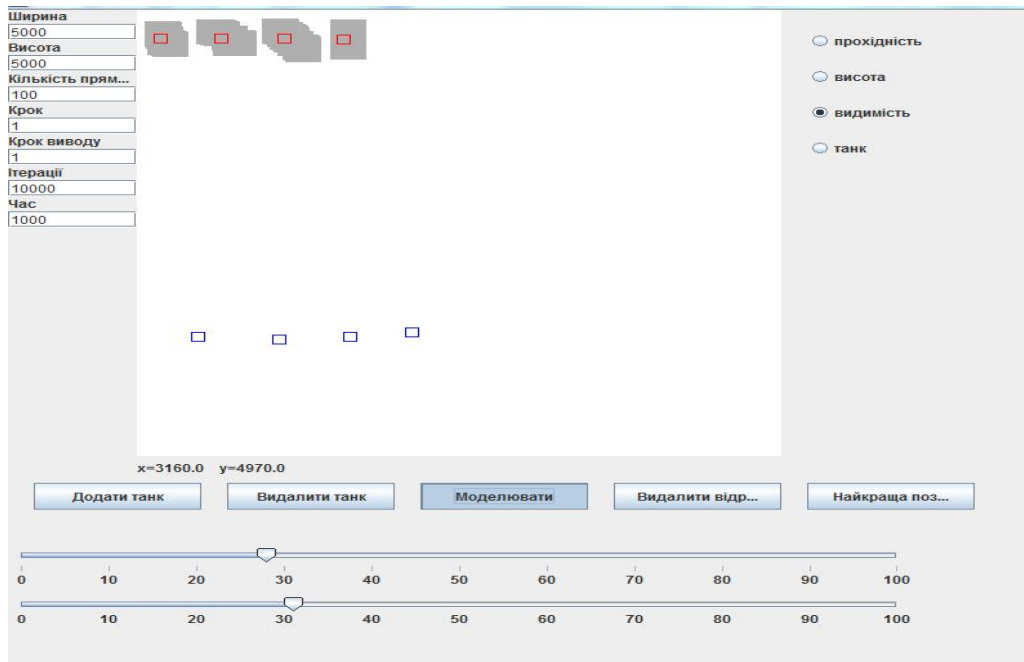 Ширина
5000
Висота
5000
Кількість прям...
100
Крок
1
Крок виводу
1
Ітерації
10000
Час
1000
прохідність
висота
видимість
танк
x=3160.0 y=4970.0
Додати танк Видалити танк Моделювати Видалити відр... Найкраща поз...
0 10 20 30 40 50 60 70 80 90 100
0 10 20 30 40 50 60 70 80 90 100